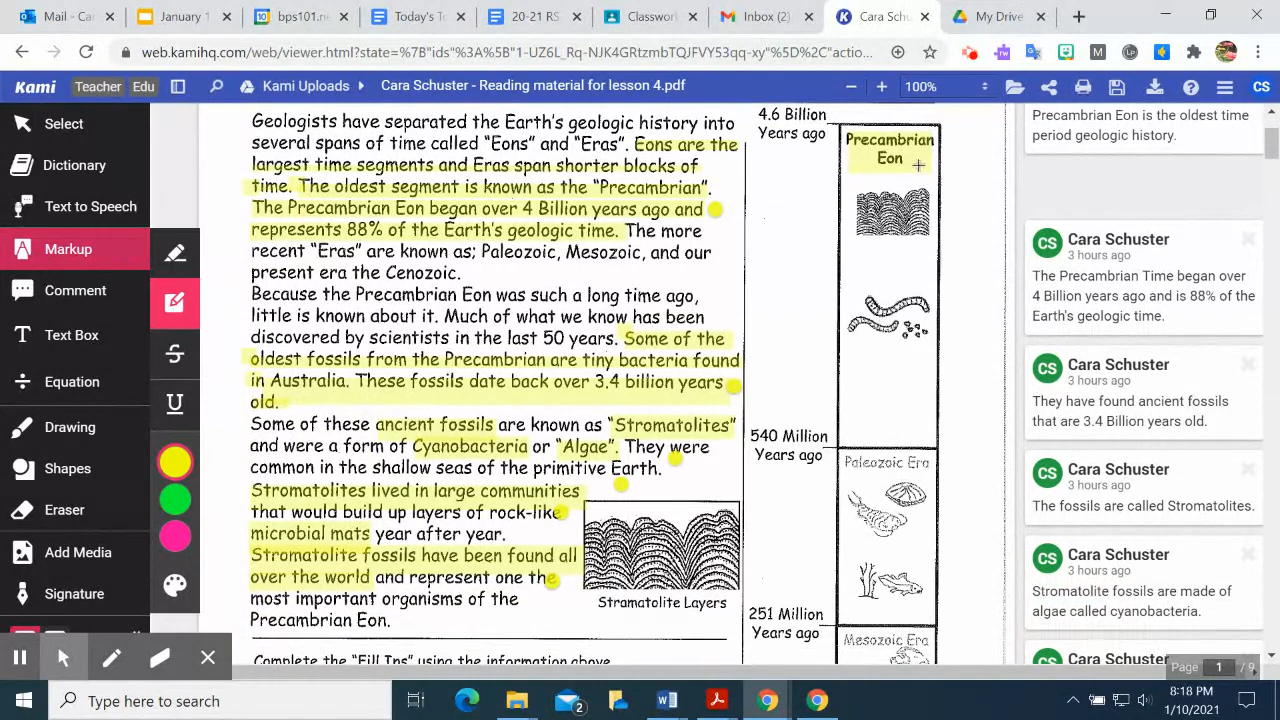 Mail - C
January 1
bps101.ne
Today's T
20-21 RS
Classwork
Inbox (2)
Cara Schu
My Drive
web.kamihq.com/web/viewer.html?state=%7B"ids"%3A%5B"1-UZ6L_Rq-NJK4GRtzmbTQJFVY53qq-xy"%5D%2C"actio...
Kami Teacher Edu
Kami Uploads
Cara Schuster - Reading material for lesson 4.pdf
100%
Select
Dictionary
Text to Speech
Markup
Comment
Text Box
Equation
Drawing
Shapes
Eraser
Add Media
Signature
Geologists have separated the Earth's geologic history into
several spans of time called "Eons" and "Eras". Eons are the
largest time segments and Eras span shorter blocks of
time. The oldest segment is known as the "Precambrian".
The Precambrian Eon began over 4 Billion years ago and
represents 88% of the Earth's geologic time. The more
recent "Eras" are known as; Paleozoic, Mesozoic, and our
present era the Cenozoic.
Because the Precambrian Eon was such a long time ago,
little is known about it. Much of what we know has been
discovered by scientists in the last 50 years. Some of the
oldest fossils from the Precambrian are tiny bacteria found
in Australia. These fossils date back over 3.4 billion years
old.
Some of these ancient fossils are known as "Stromatolites"
and were a form of Cyanobacteria or "Algae". They were
common in the shallow seas of the primitive Earth.
Stromatolites lived in large communities
that would build up layers of rock-like
microbial mats year after year.
Stromatolite fossils have been found all
over the world and represent one the
most important organisms of the
Precambrian Eon.
Stramatolite Layers
Complete the "Fill Ins" using the information above
4.6 Billion
Years ago
Precambrian
Eon
540 Million
Years ago
Paleozoic Era
251 Million
Years ago
Mesozoic Era
Precambrian Eon is the oldest time
period geologic history.
CS Cara Schuster
3 hours ago
The Precambrian Time began over
4 Billion years ago and is 88% of the
Earth's geologic time.
CS Cara Schuster
3 hours ago
They have found ancient fossils
that are 3.4 Billion years old.
CS Cara Schuster
3 hours ago
The fossils are called Stromatolites.
CS Cara Schuster
3 hours ago
Stromatolite fossils are made of
algae called cyanobacteria.
Cara Schuster
Page 1 / 9
Type here to search
2
8:18 PM
1/10/2021